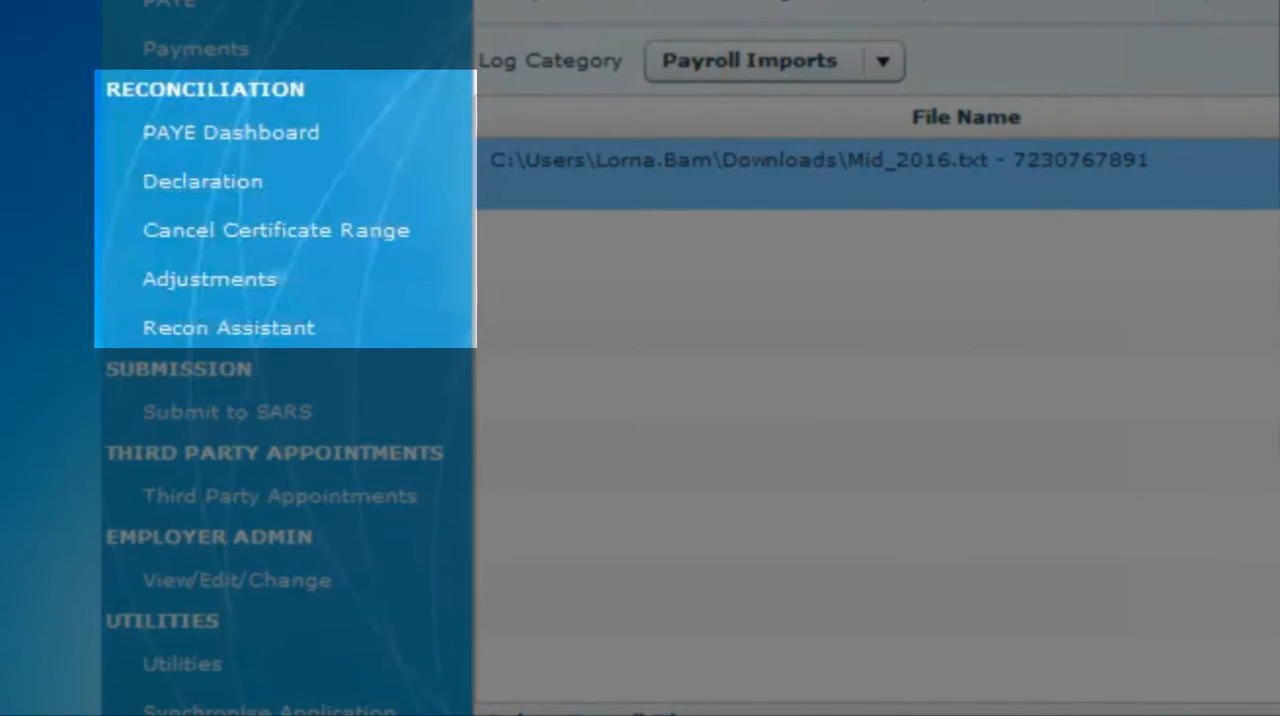 PAYE
Payments
RECONCILIATION
PAYE Dashboard
Declaration
Cancel Certificate Range
Adjustments
Recon Assistant
SUBMISSION
Submit to SARS
THIRD PARTY APPOINTMENTS
Third Party Appointments
EMPLOYER ADMIN
View/Edit/Change
UTILITIES
Utilities
Synchronise Application
Log Category
Payroll Imports
File Name
C:\Users\Lorna.Bam\Downloads\Mid_2016.txt - 7230767891